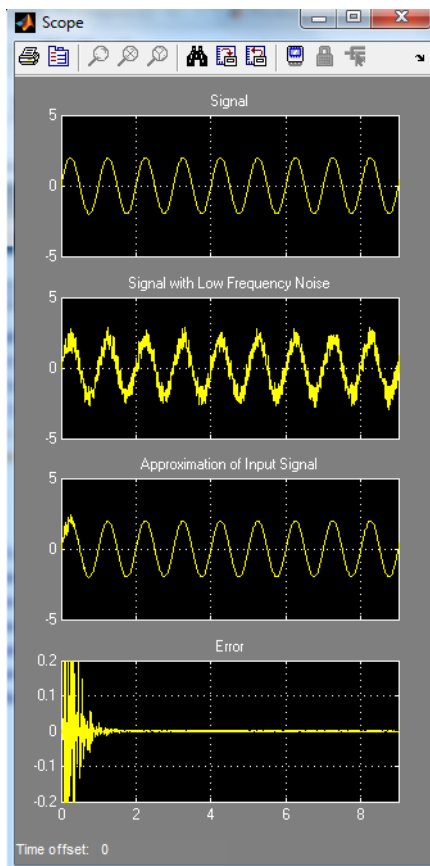 Scope
Signal
5
0
-5
Signal with Low Frequency Noise
5
0
-5
Approximation of Input Signal
5
0
-5
Error
0.2
0.1
0
-0.1
-0.2
0 2 4 6 8
Time offset: 0